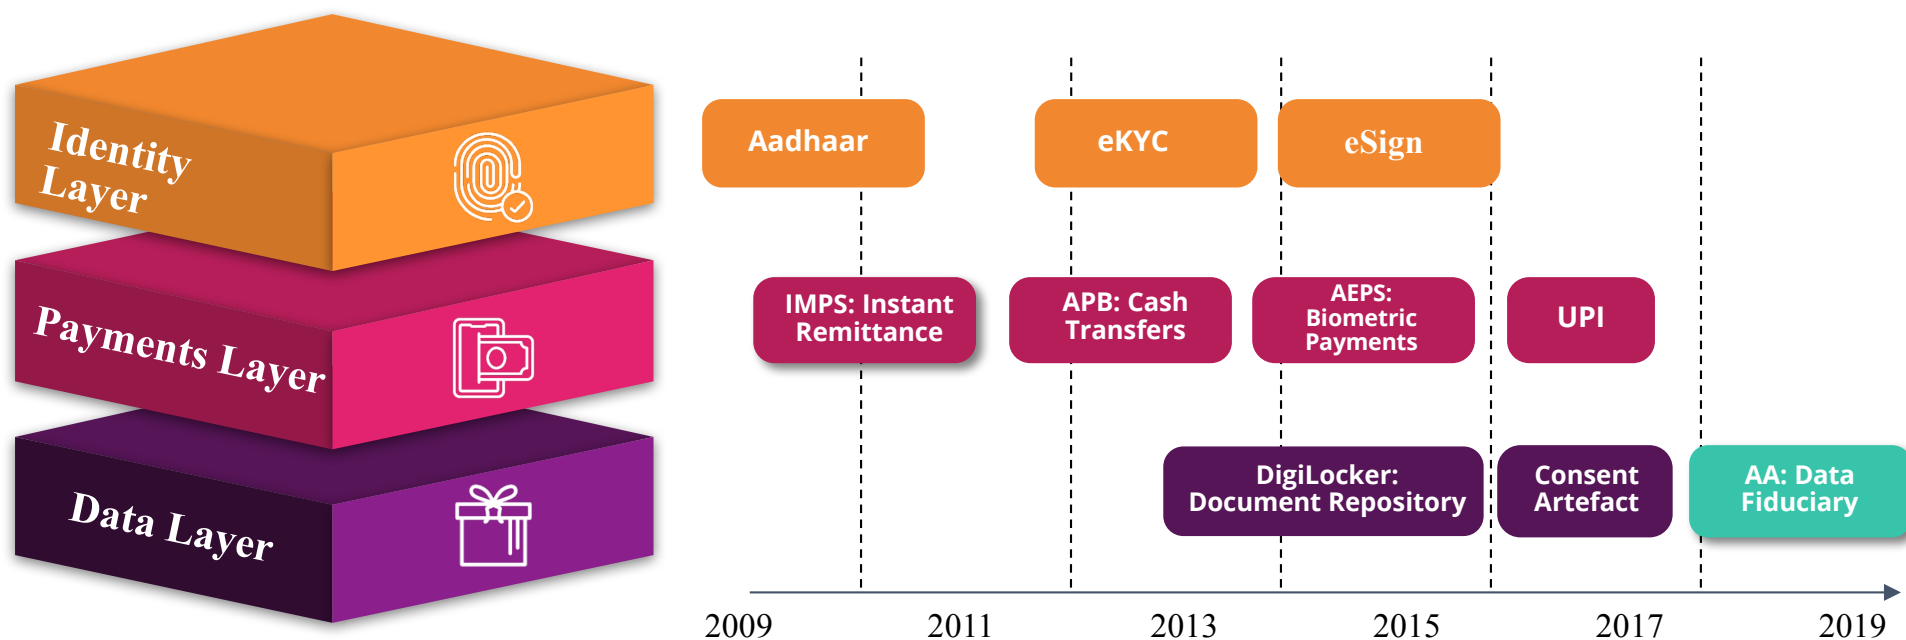 Identity
Layer
Aadhaar
eKYC
eSign
Payments Layer
IMPS: Instant
Remittance
APB: Cash
Transfers
AEPS:
Biometric
Payments
UPI
Data Layer
DigiLocker:
Document Repository
Consent
Artefact
AA: Data
Fiduciary
2009
2011
2013
2015
2017
2019